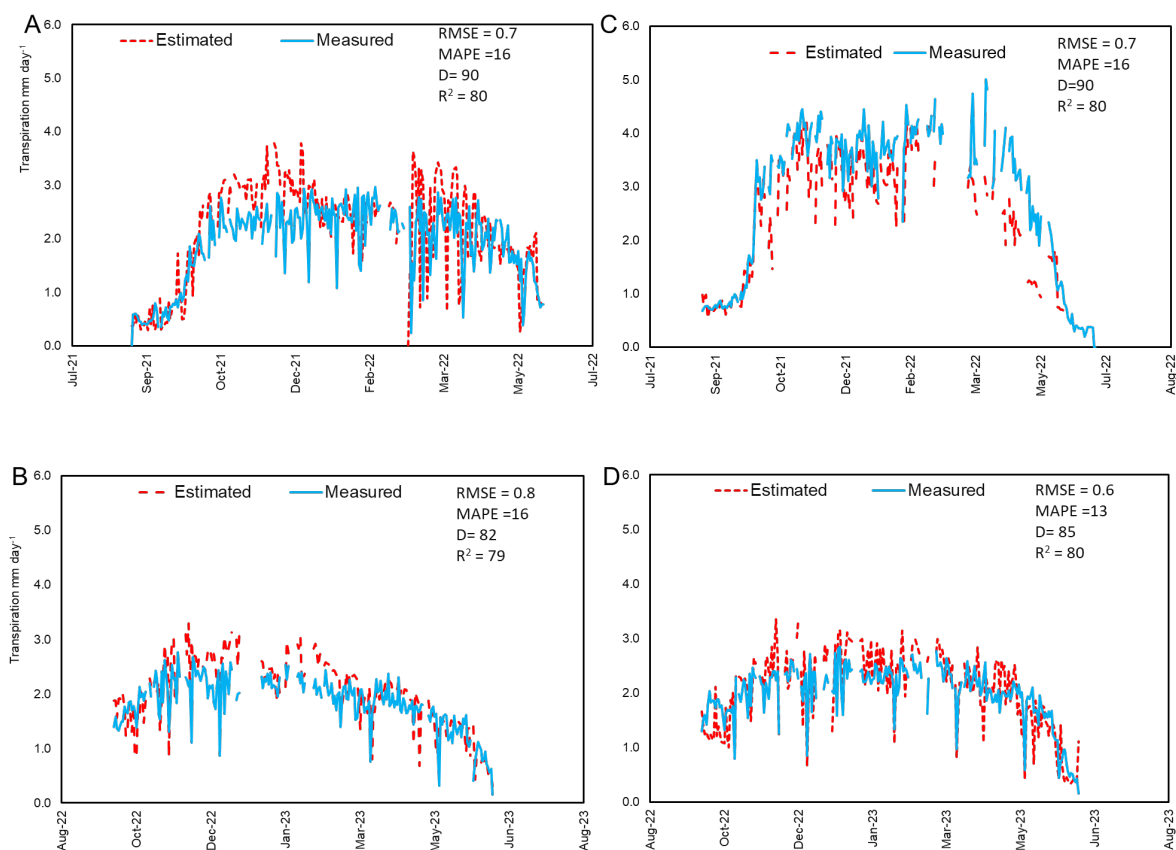 A
Transpiration mm day-1
6.0
5.0
4.0
3.0
2.0
1.0
0.0
Estimated Measured
RMSE = 0.7
MAPE =16
D= 90
R2 = 80
Jul-21 Sep-21 Oct-21 Dec-21 Feb-22 Mar-22 May-22 Jul-22
C
6.0
5.0
4.0
3.0
2.0
1.0
0.0
Estimated Measured
RMSE = 0.7
MAPE =16
D=90
R2 = 80
Jul-21 Sep-21 Oct-21 Dec-21 Feb-22 Mar-22 May-22 Jul-22 Aug-22
B
Transpiration mm day-1
6.0
5.0
4.0
3.0
2.0
1.0
0.0
Estimated Measured
RMSE = 0.8
MAPE =16
D= 82
R2 = 79
Aug-22 Oct-22 Dec-22 Jan-23 Mar-23 May-23 Jun-23 Aug-23
D
6.0
5.0
4.0
3.0
2.0
1.0
0.0
Estimated Measured
RMSE = 0.6
MAPE =13
D= 85
R2 = 80
Aug-22 Oct-22 Dec-22 Jan-23 Mar-23 May-23 Jun-23 Aug-23